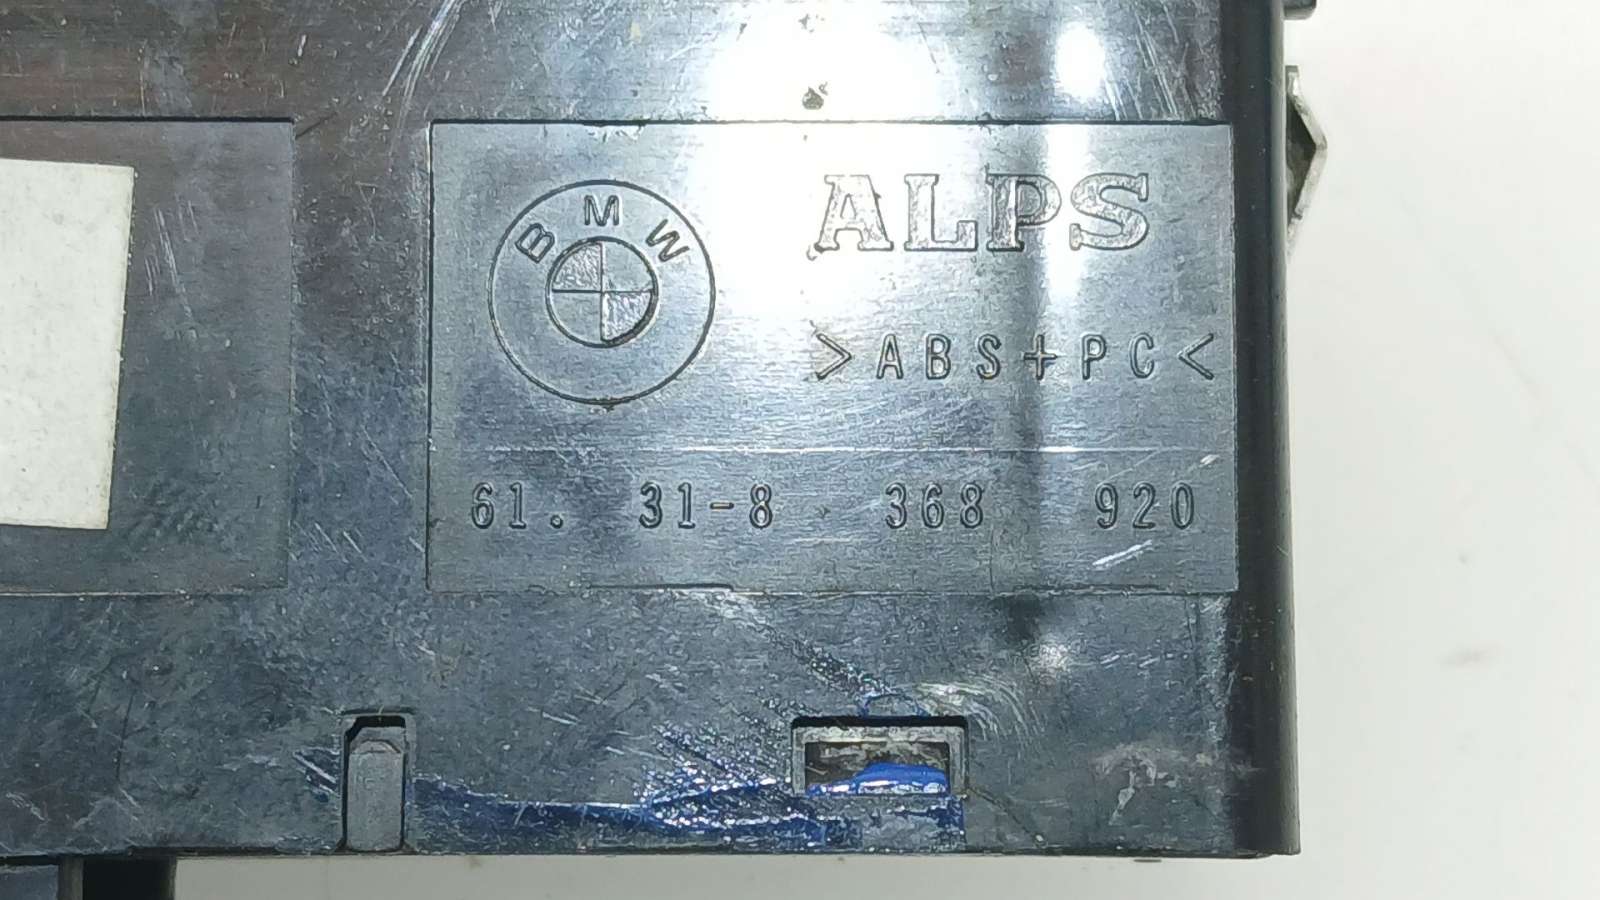 BMW
ALPS
>ABS+PC<
61. 31-8 368 920